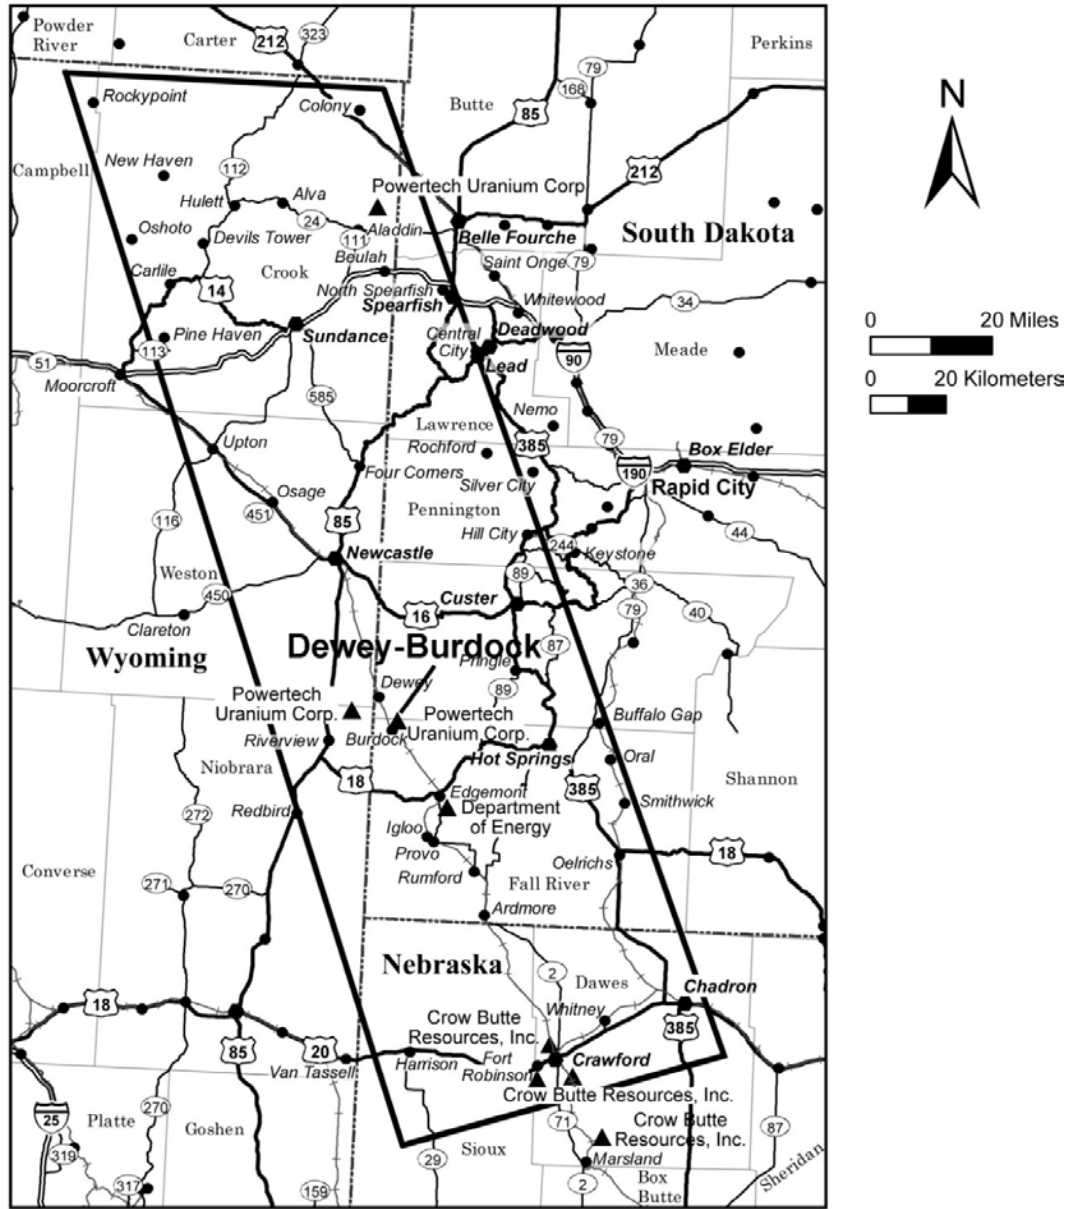 Powder
River
Carter
323
212
Perkins
79
168
Butte
85
Rockypoint
Colony
N
Campbell
New Haven
112
212
Powertech Uranium Corp
Hulett
Alva
24
Aladdin
111
Oshoto
Devils Tower
Belle Fourche
South Dakota
Beulah
Saint Onge
79
Carlile
Crook
14
North Spearfish
Spearfish
Whitewood
34
0 20 Miles
Pine Haven
Sundance
Central
City
Deadwood
113
51
Lead
90
Meade
0 20 Kilometers
Moorcroft
585
Nemo
Lawrence
79
Upton
Rochford
385
Box Elder
Four Corners
Silver City
190
Rapid City
Osage
451
Pennington
116
85
Hill City
44
Newcastle
244
Keystone
Weston
89
36
450
Custer
79
40
Clareton
16
Dewey-Burdock
87
Wyoming
Pringle
Dewey
89
Powertech
Uranium Corp.
Powertech
Uranium Corp.
Buffalo Gap
Riverview
Burdock
Hot Springs
Oral
Niobrara
18
385
Shannon
Edgemont
Smithwick
Redbird
Department
of Energy
272
Igloo
Provo
18
Converse
Rumford
Oelrichs
271
270
Fall River
Ardmore
Nebraska
2
Dawes
Chadron
18
Whitney
Crow Butte
Resources, Inc.
385
85
20
Fort
Robinson
Crawford
Van Tassell
Harrison
Crow Butte Resources, Inc.
25
270
Platte
Goshen
71
Crow Butte
Resources, Inc.
87
319
Sioux
29
Marsland
Sheridan
317
159
2
Box
Butte